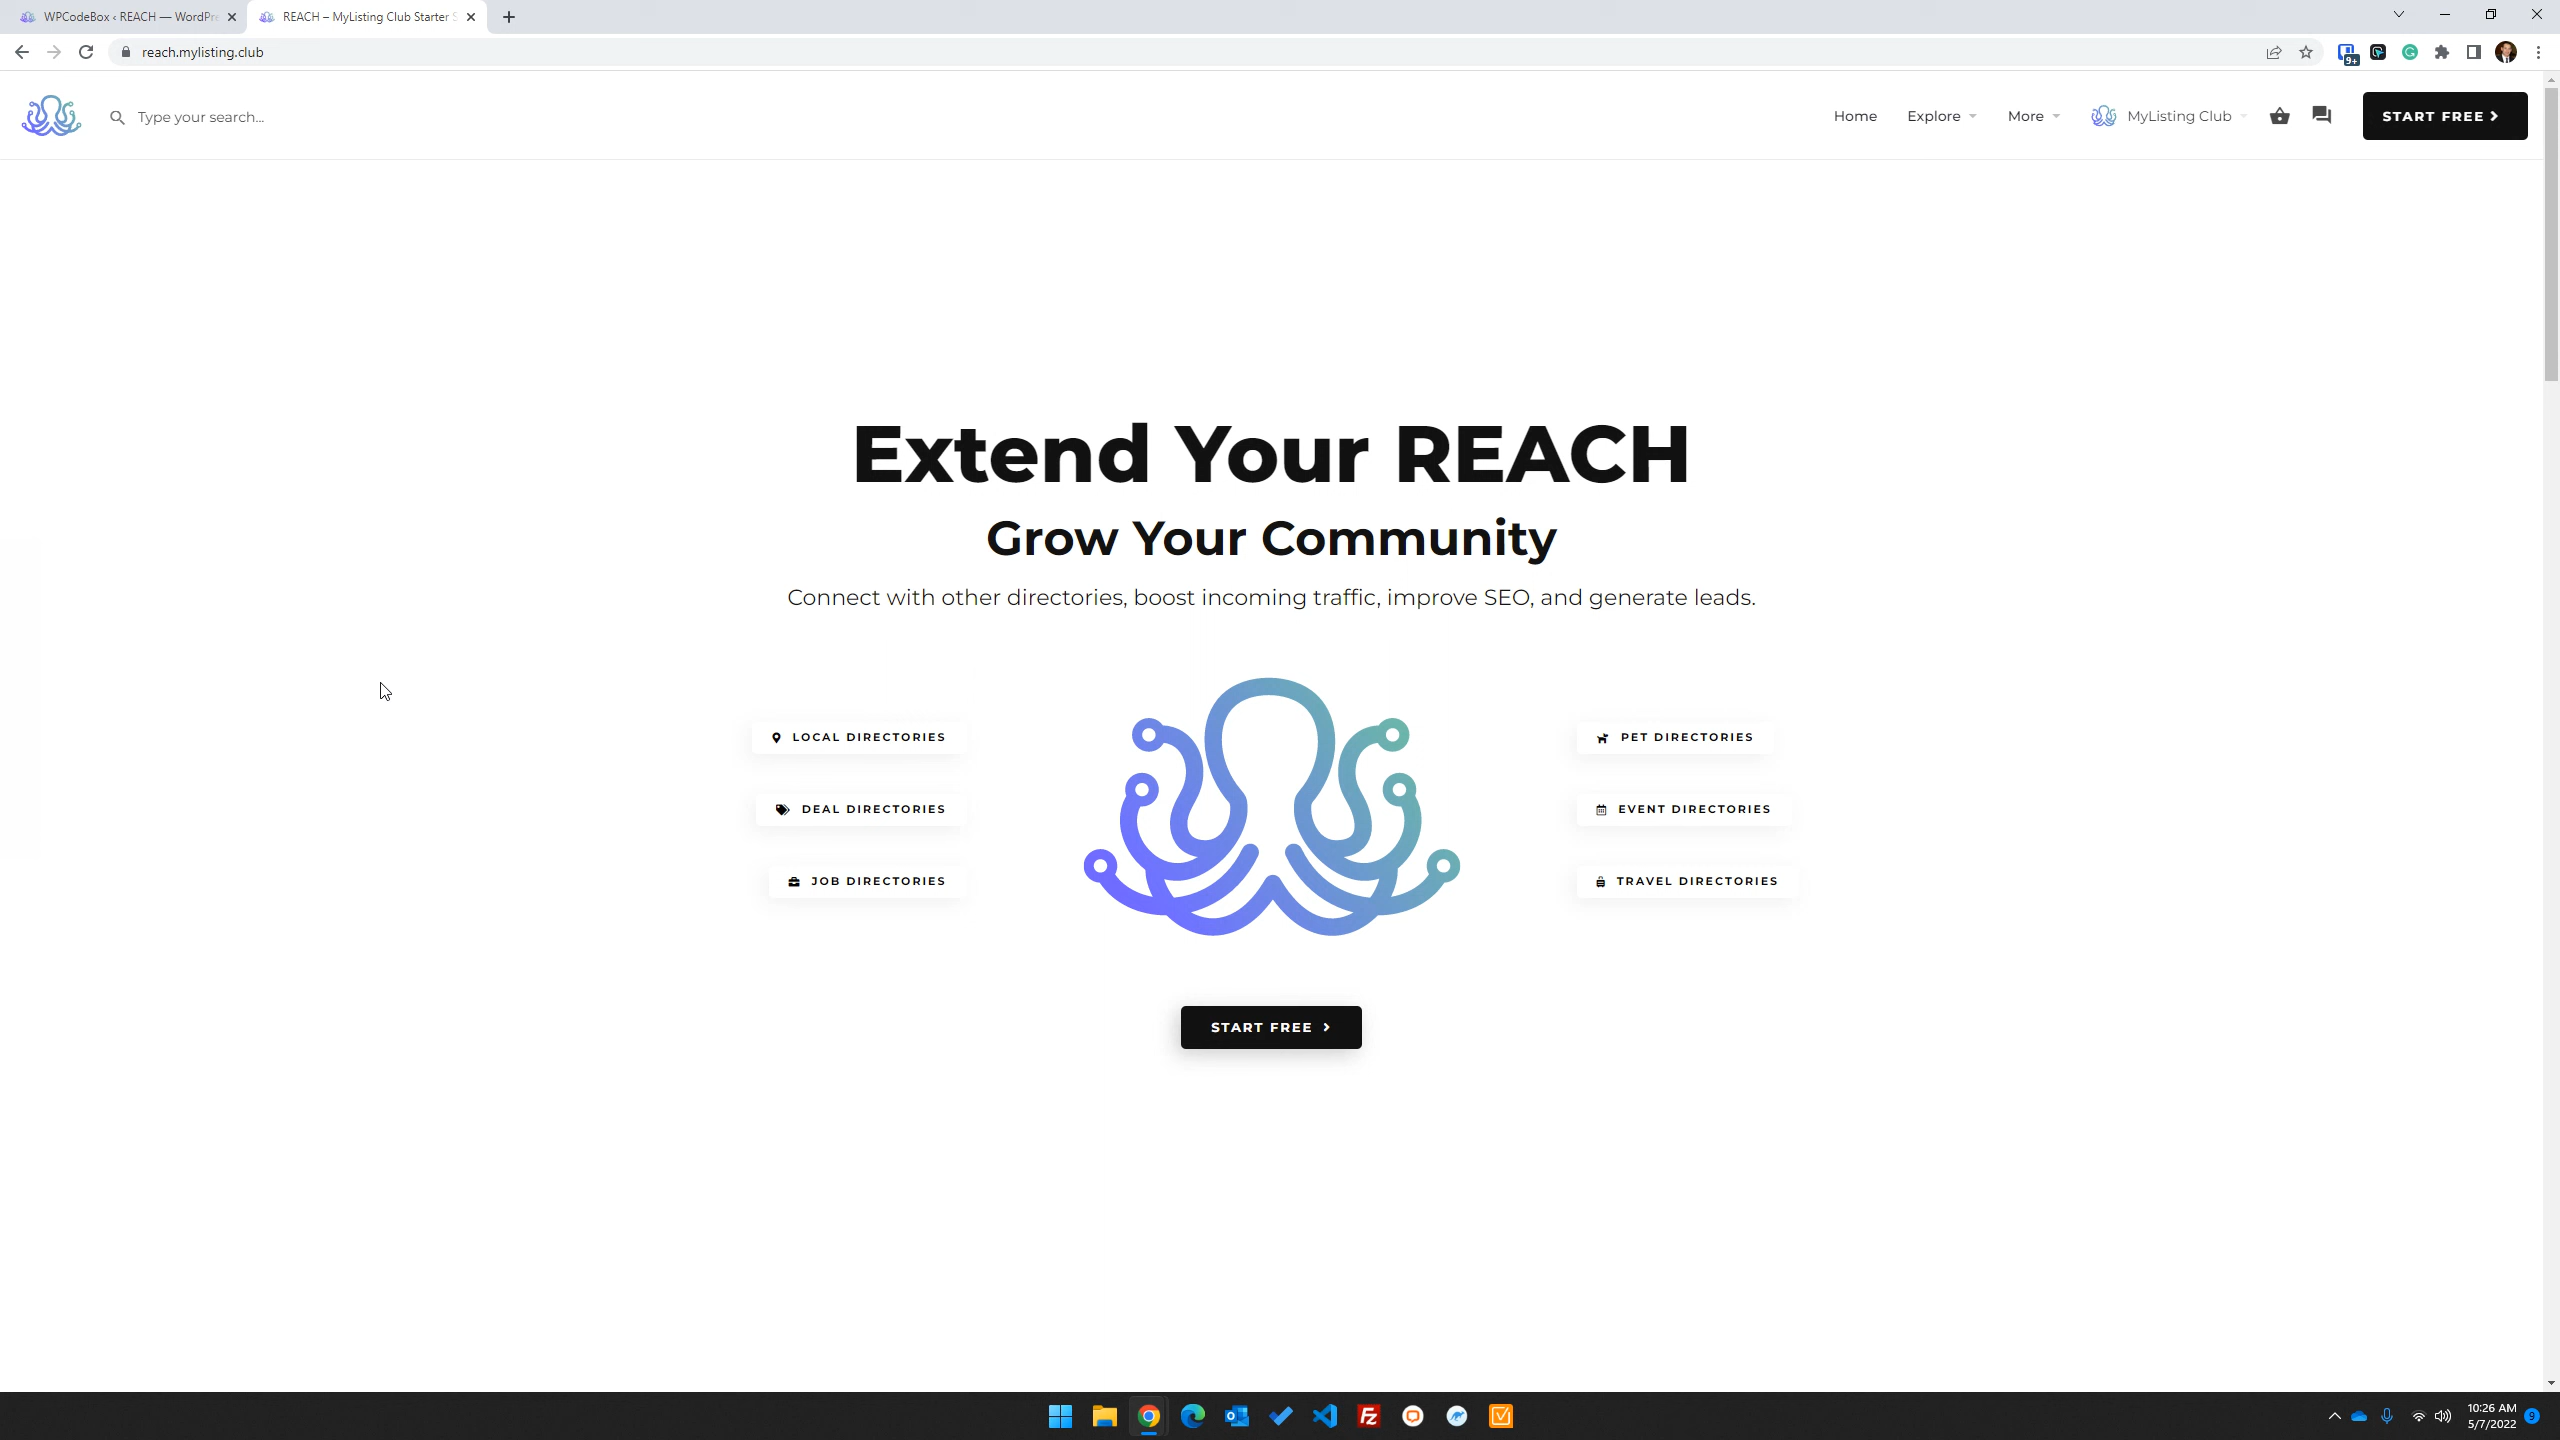 WPCodeBox ‹ REACH — WordPre
REACH – MyListing Club Starter S
reach.mylisting.club
9+
Type your search...
Home
Explore
More
MyListing Club
START FREE
Extend Your REACH
Grow Your Community
Connect with other directories, boost incoming traffic, improve SEO, and generate leads.
LOCAL DIRECTORIES
PET DIRECTORIES
DEAL DIRECTORIES
EVENT DIRECTORIES
JOB DIRECTORIES
TRAVEL DIRECTORIES
START FREE
10:26 AM
5/7/2022
9